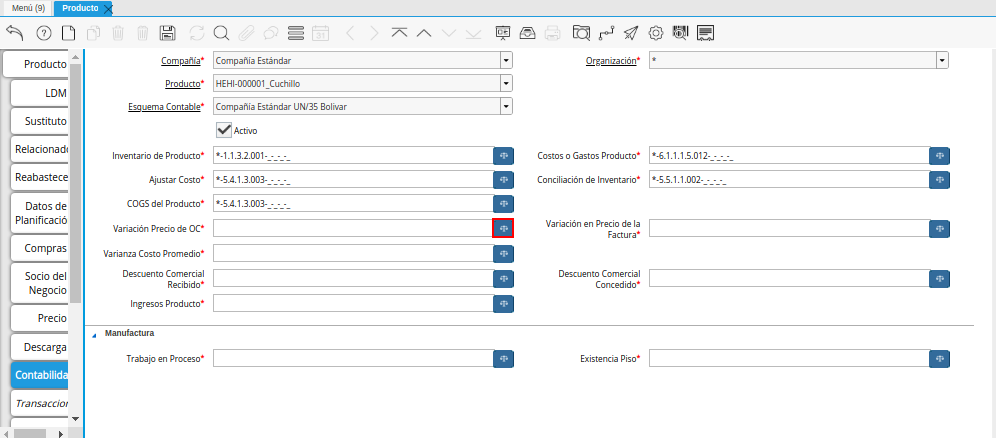 Menú (9) Producto
Producto
LDM
Sustituto
Relacionado
Reabastece
Datos de
Planificació
Compras
Socio del
Negocio
Precio
Descarga
Contabilida
Transaccion
Compañía* Compañía Estándar Organización* *
Producto* HEHI-000001_Cuchillo
Esquema Contable* Compañía Estándar UN/35 Bolivar
Activo
Inventario de Producto* *-1.1.3.2.001-_-_-_-_ Costos o Gastos Producto* *-6.1.1.1.5.012-_-_-_-_
Ajustar Costo* *-5.4.1.3.003-_-_-_-_ Conciliación de Inventario* *-5.5.1.1.002-_-_-_-_
COGS del Producto* *-5.4.1.3.003-_-_-_-_
Variación Precio de OC* Variación en Precio de la
Factura*
Varianza Costo Promedio*
Descuento Comercial Descuento Comercial
Recibido* Concedido*
Ingresos Producto*
Manufactura
Trabajo en Proceso* Existencia Piso*